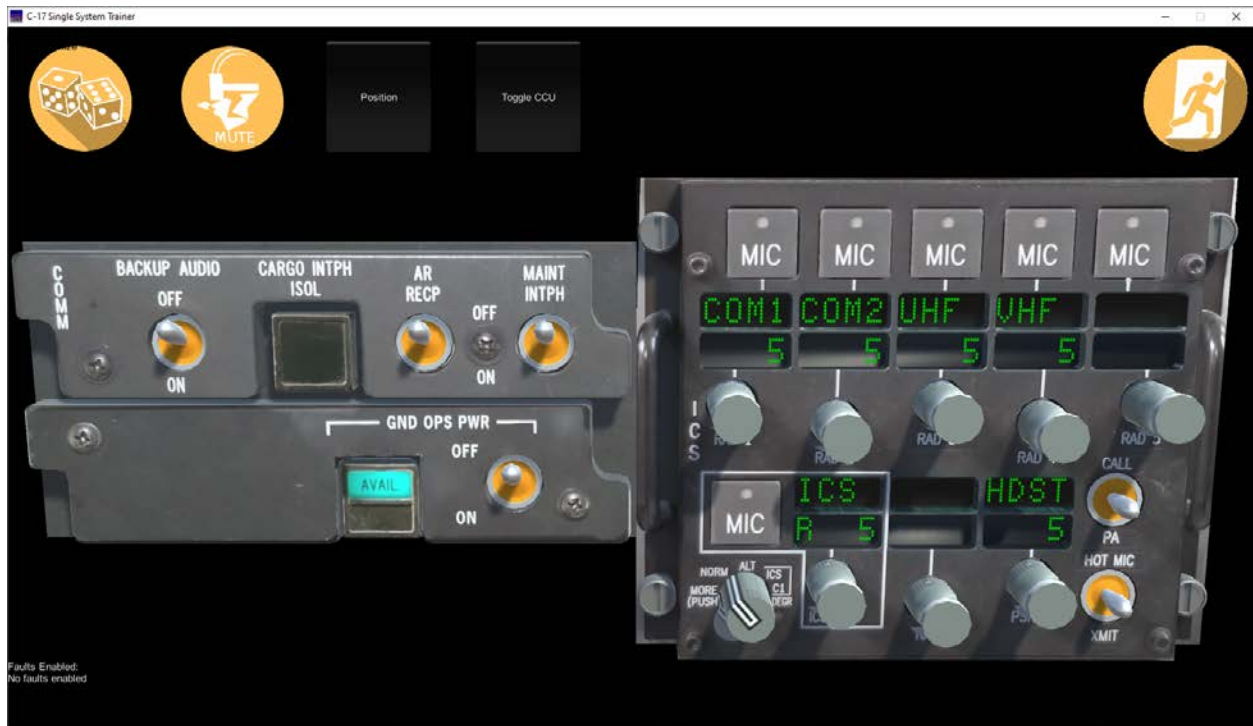 C-17 Single System Trainer
MUTE
Position
Toggle CCU
COMM
BACKUP AUDIO
OFF
ON
CARGO INTPH
ISOL
AR
RECP
OFF
ON
MAINT
INTPH
GND OPS PWR
AVAIL
OFF
ON
MIC MIC MIC MIC MIC
COM1 COM2 UHF VHF
5 5 5 5
ICS
RAD 5
MIC
ICS HDST
R 5 5
CALL
PA
NORM ALT ICS
C1
MORE DEGR
(PUSH)
HOT MIC
XMIT
Faults Enabled:
No faults enabled